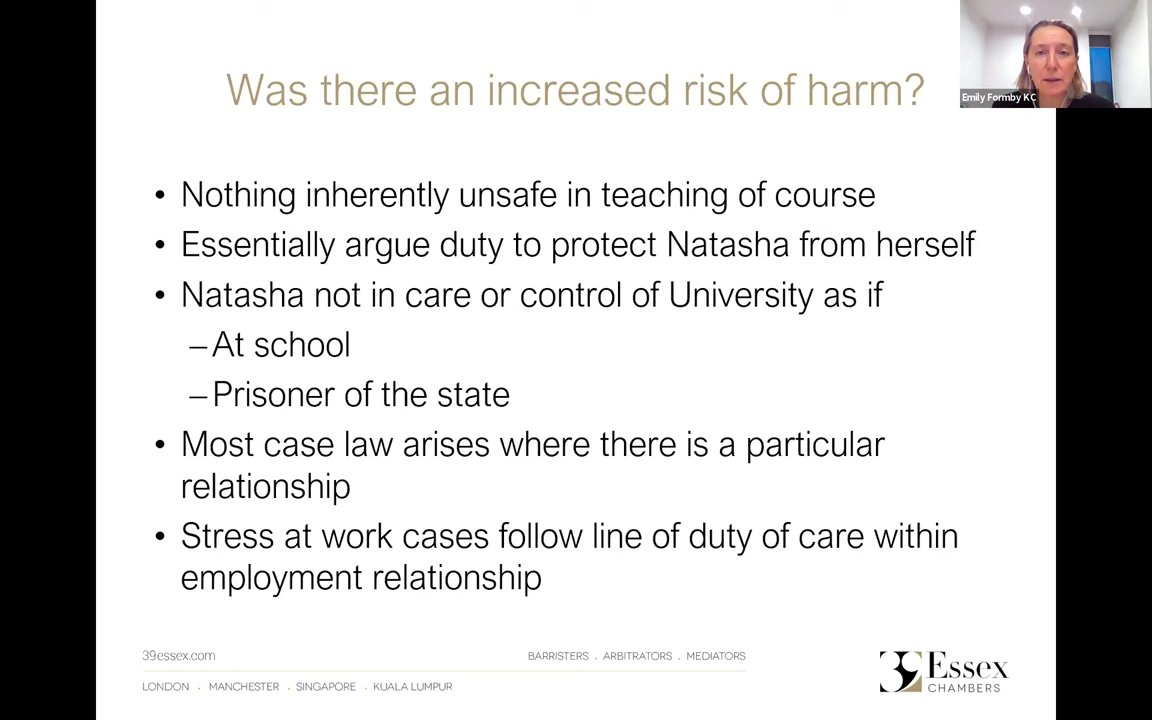 Was there an increased risk of harm?
Emily Formby KC
• Nothing inherently unsafe in teaching of course
• Essentially argue duty to protect Natasha from herself
• Natasha not in care or control of University as if
–At school
–Prisoner of the state
• Most case law arises where there is a particular
relationship
• Stress at work cases follow line of duty of care within
employment relationship
39essex.com
BARRISTERS . ARBITRATORS . MEDIATORS
LONDON . MANCHESTER . SINGAPORE . KUALA LUMPUR
39 Essex
CHAMBERS